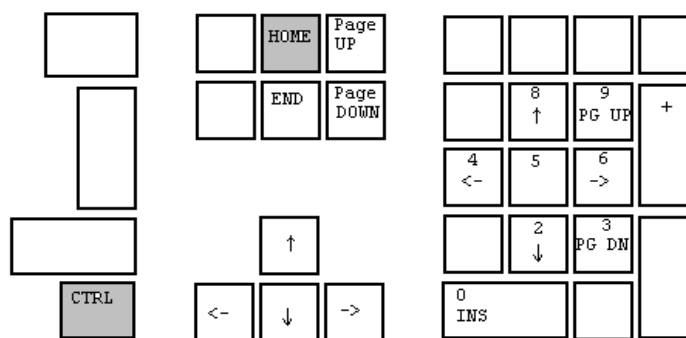 HOME
Page
UP
END
Page
DOWN
8
↑
9
PG UP
+
4
<-
5
6
->
2
↓
3
PG DN
↑
CTRL
<-
↓
->
0
INS